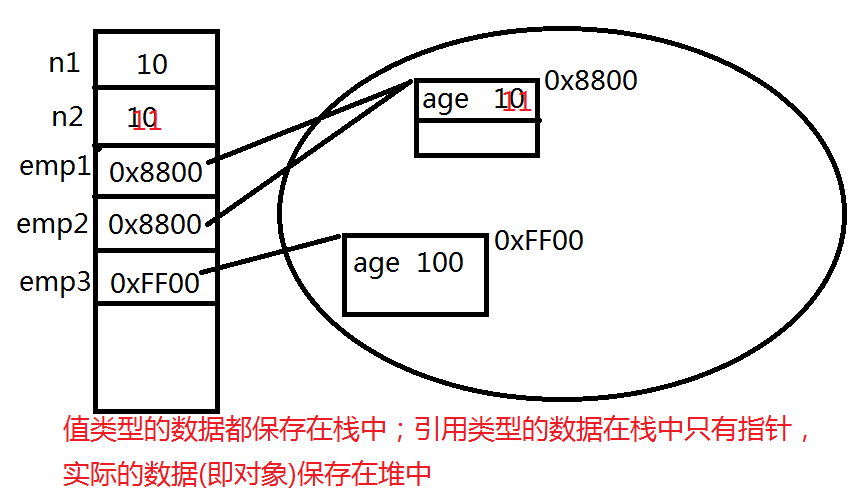 n1 10
n2 10 11
emp1 0x8800
emp2 0x8800
emp3 0xFF00
age 10 11 0x8800
age 100 0xFF00
值类型的数据都保存在栈中；引用类型的数据在栈中只有指针，
实际的数据(即对象)保存在堆中